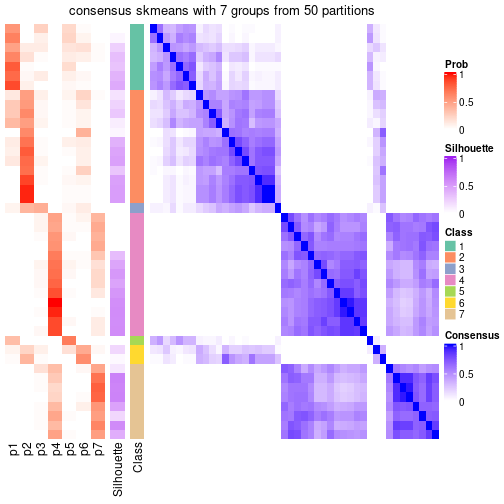 consensus skmeans with 7 groups from 50 partitions
Prob
1
0.5
0
Silhouette
1
0.5
0
Class
1
2
3
4
5
6
7
Consensus
1
0.5
0
p1
p2
p3
p4
p5
p6
p7
Silhouette
Class